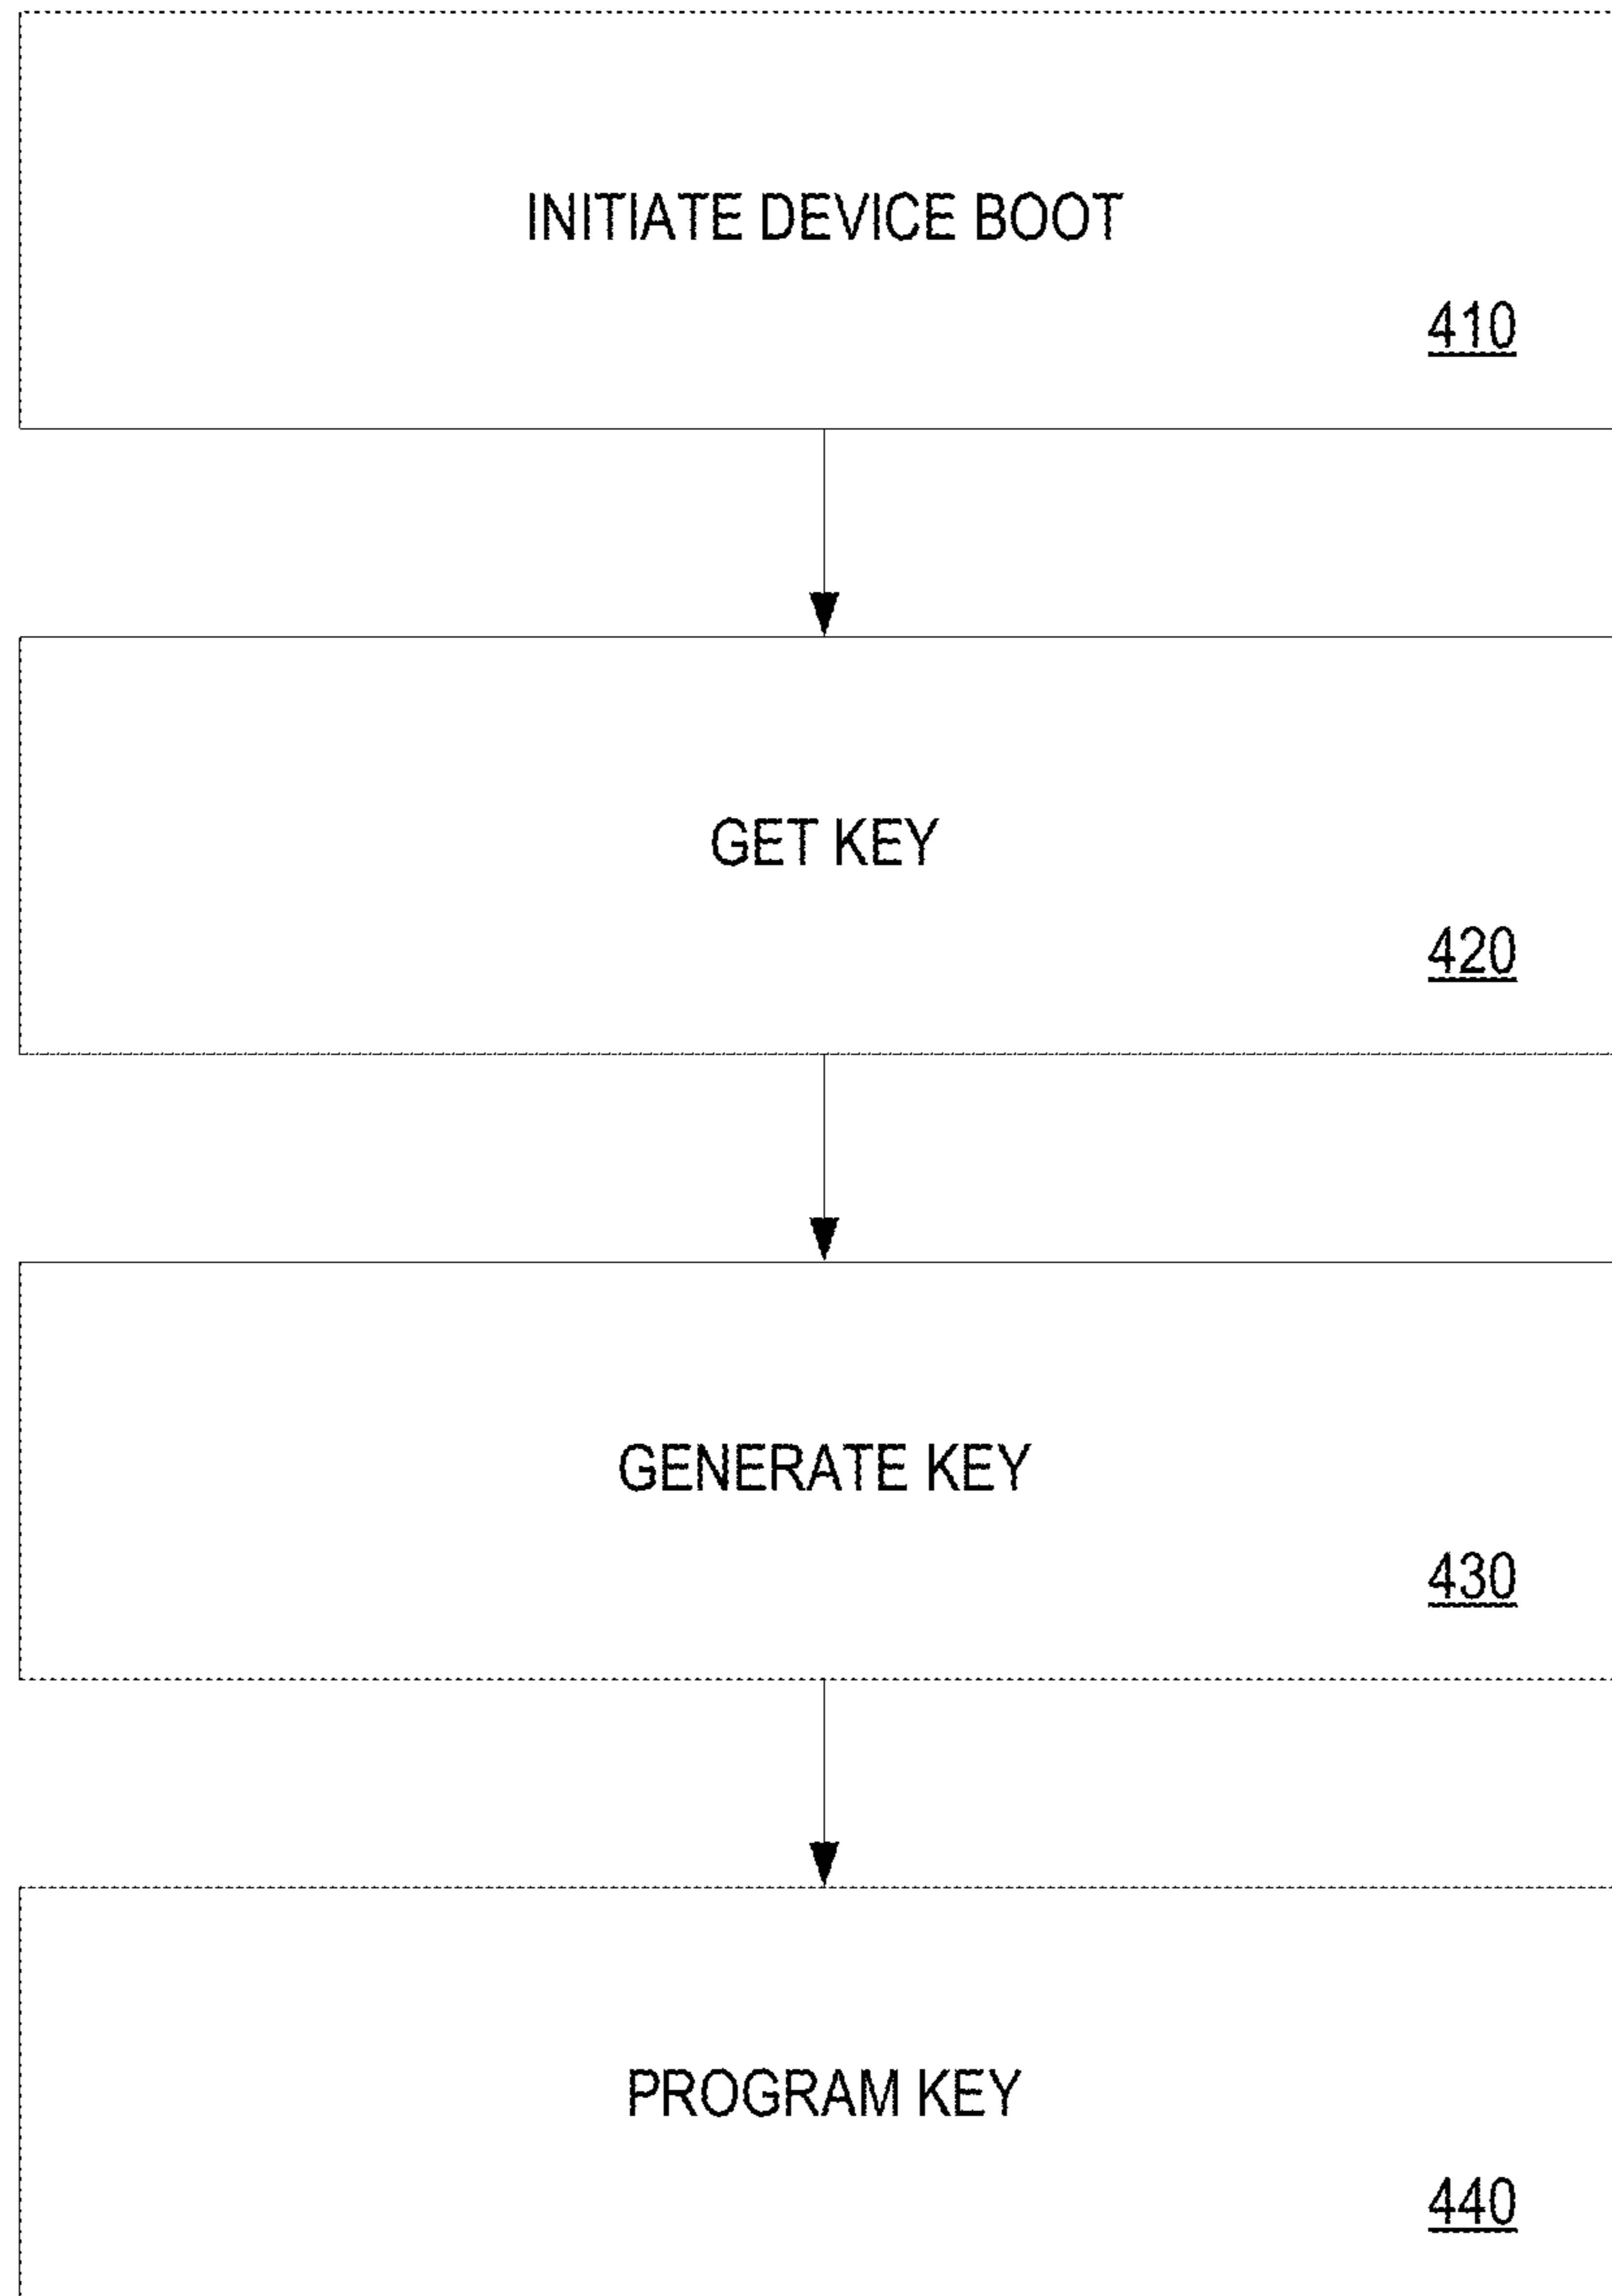 INITIATE DEVICE BOOT
410
GET KEY
420
GENERATE KEY
430
PROGRAM KEY
440